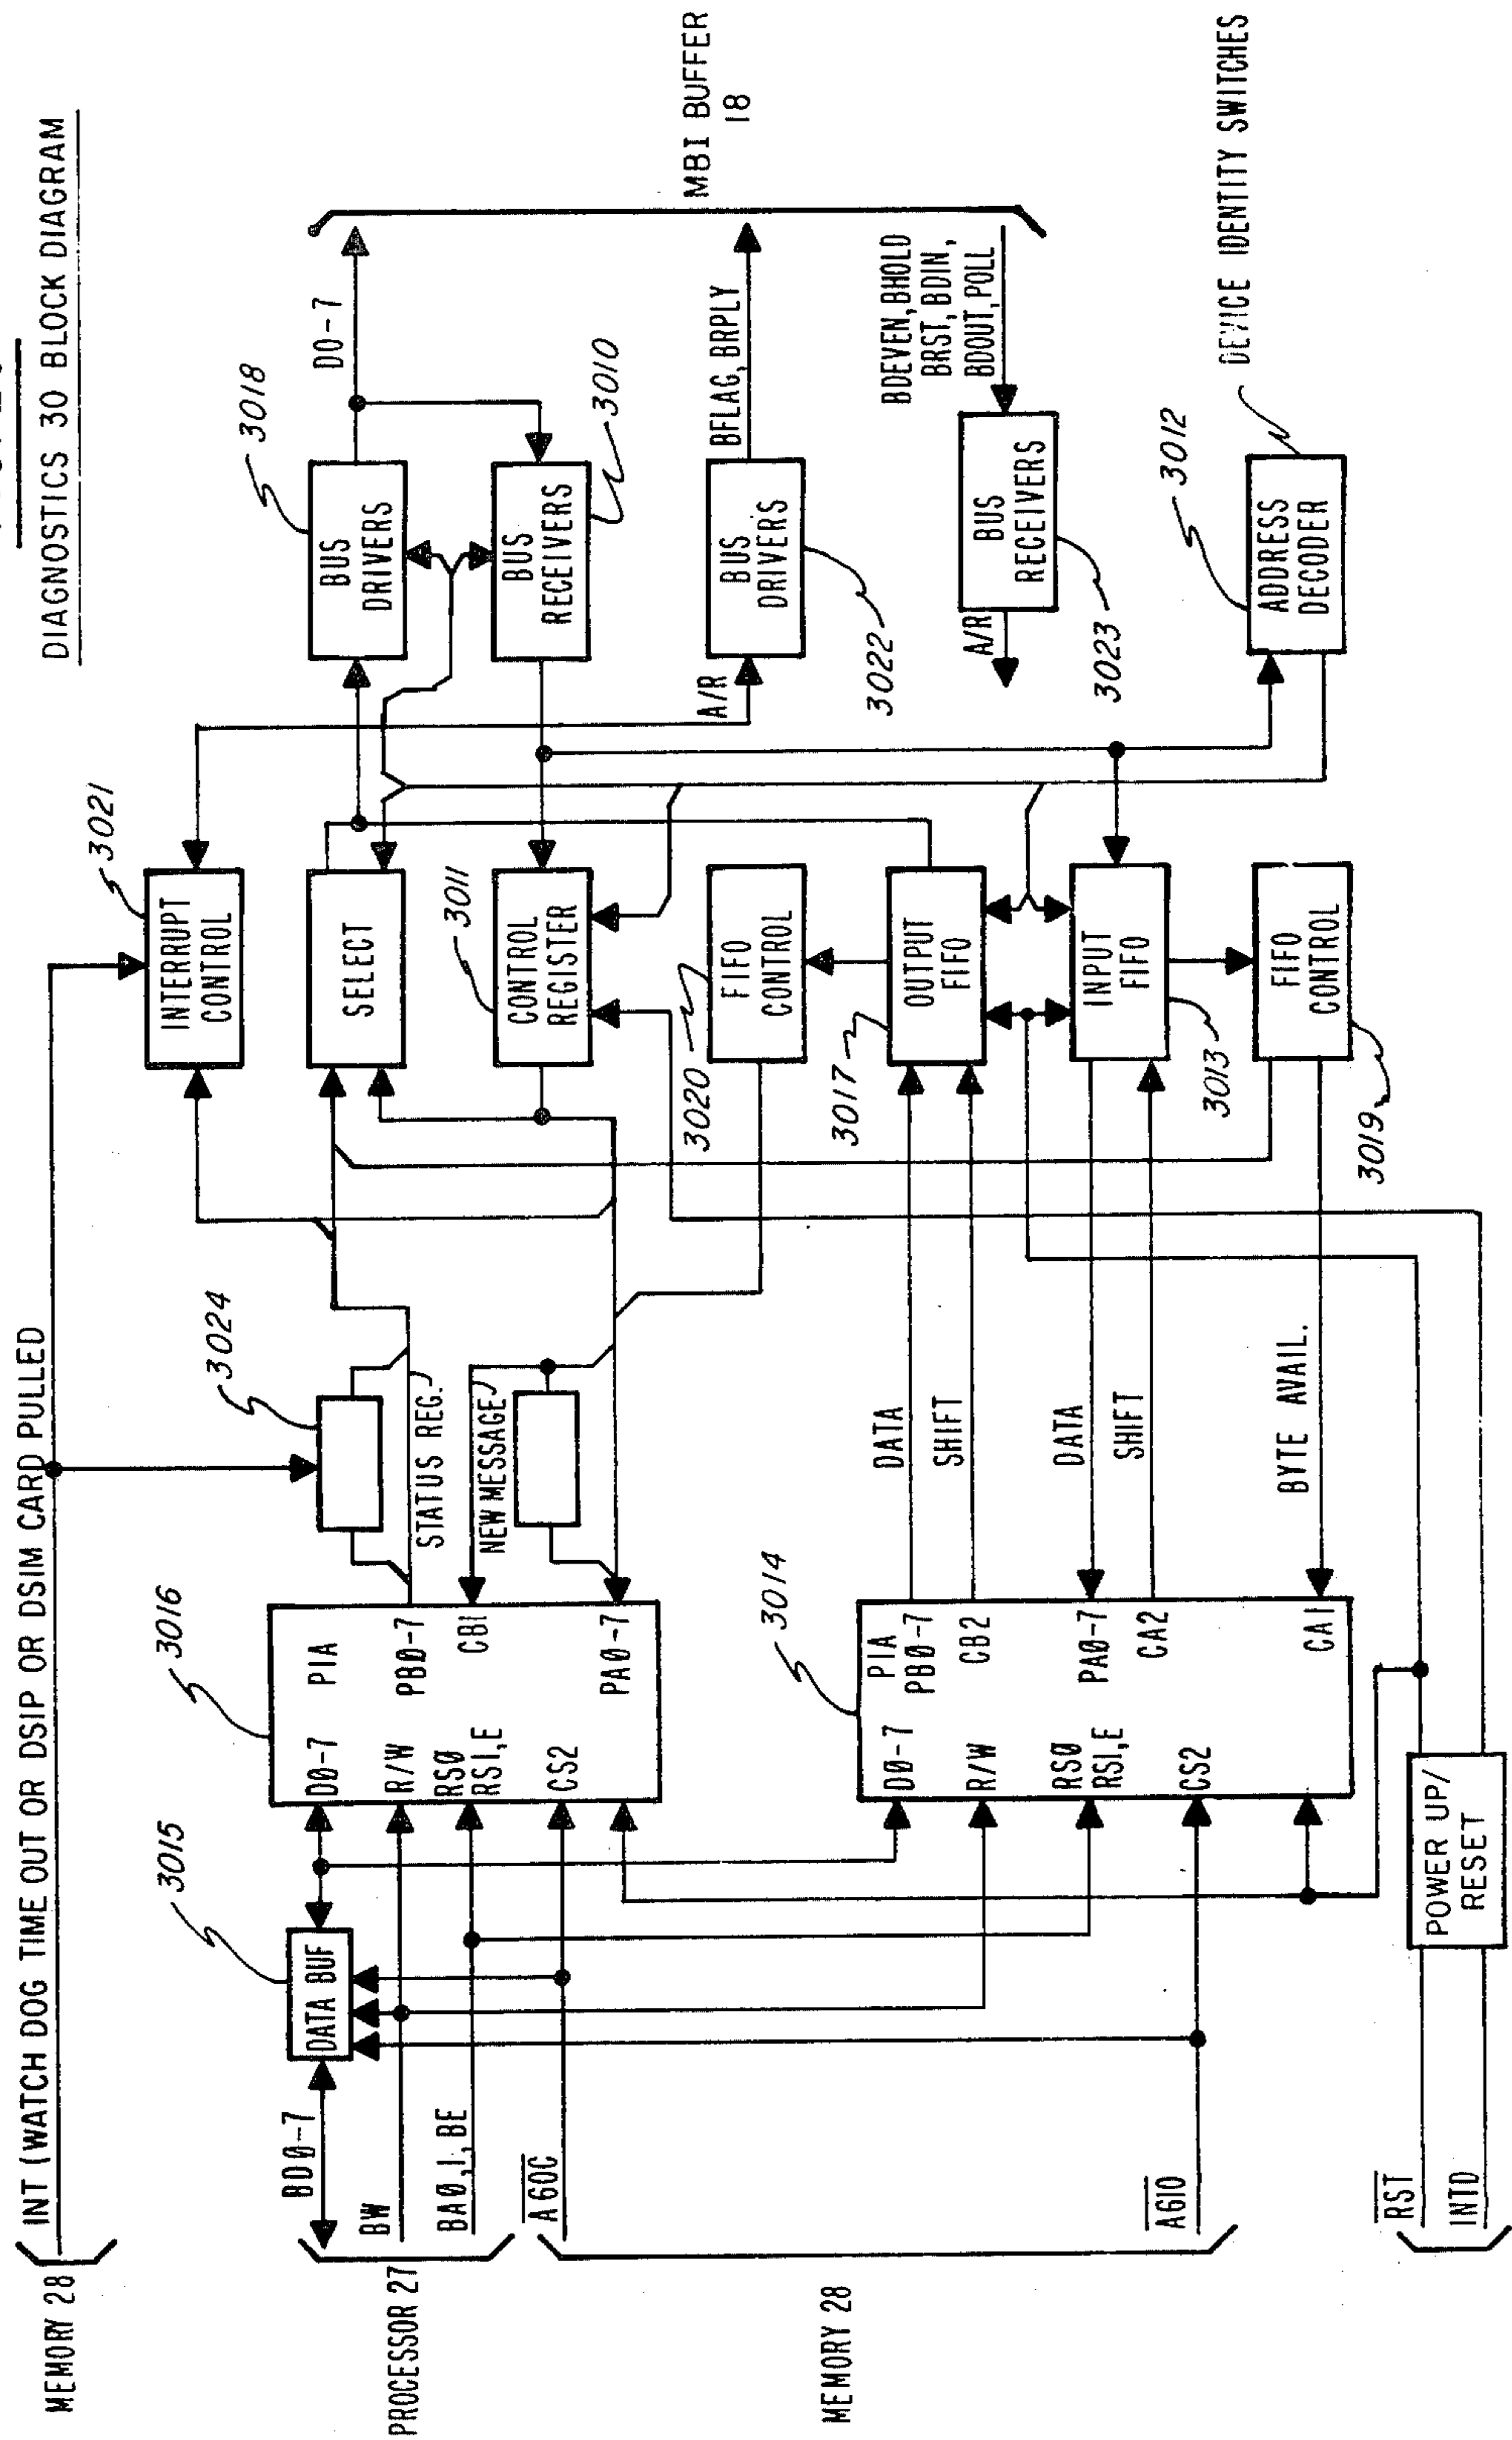 DIAGNOSTICS 30 BLOCK DIAGRAM
MEMORY 28
INT (WATCH DOG TIME OUT OR DSIP OR DSIM CARD PULLED
3021
INTERRUPT
CONTROL
3024
3018
BUS
DRIVERS
D0-7
SELECT
STATUS REG.
3016
PIA
D0-7
PB0-7
R/W
RS0
RS1,E
CB1
CS2
PA0-7
3015
DATA BUF
PROCESSOR 27
BD0-7
BW
BA0,1,BE
A60C
NEW MESSAGE
3011
CONTROL
REGISTER
BUS
RECEIVERS
3010
MBI BUFFER
18
3020
FIFO
CONTROL
A/R
BUS
DRIVERS
3022
BFLAG, BRPLY
MEMORY 28
3014
PIA
D0-7
PB0-7
R/W
CB2
RS0
RS1,E
PA0-7
CA2
CS2
CA1
DATA
SHIFT
DATA
SHIFT
BYTE AVAIL.
3017
OUTPUT
FIFO
INPUT
FIFO
3013
FIFO
CONTROL
3019
BDEVEN, BHOLD
BRST, BDIN,
BDOUT, POLL
A/R
BUS
RECEIVERS
3023
3012
ADDRESS
DECODER
DEVICE IDENTITY SWITCHES
A610
RST
INTD
POWER UP/
RESET